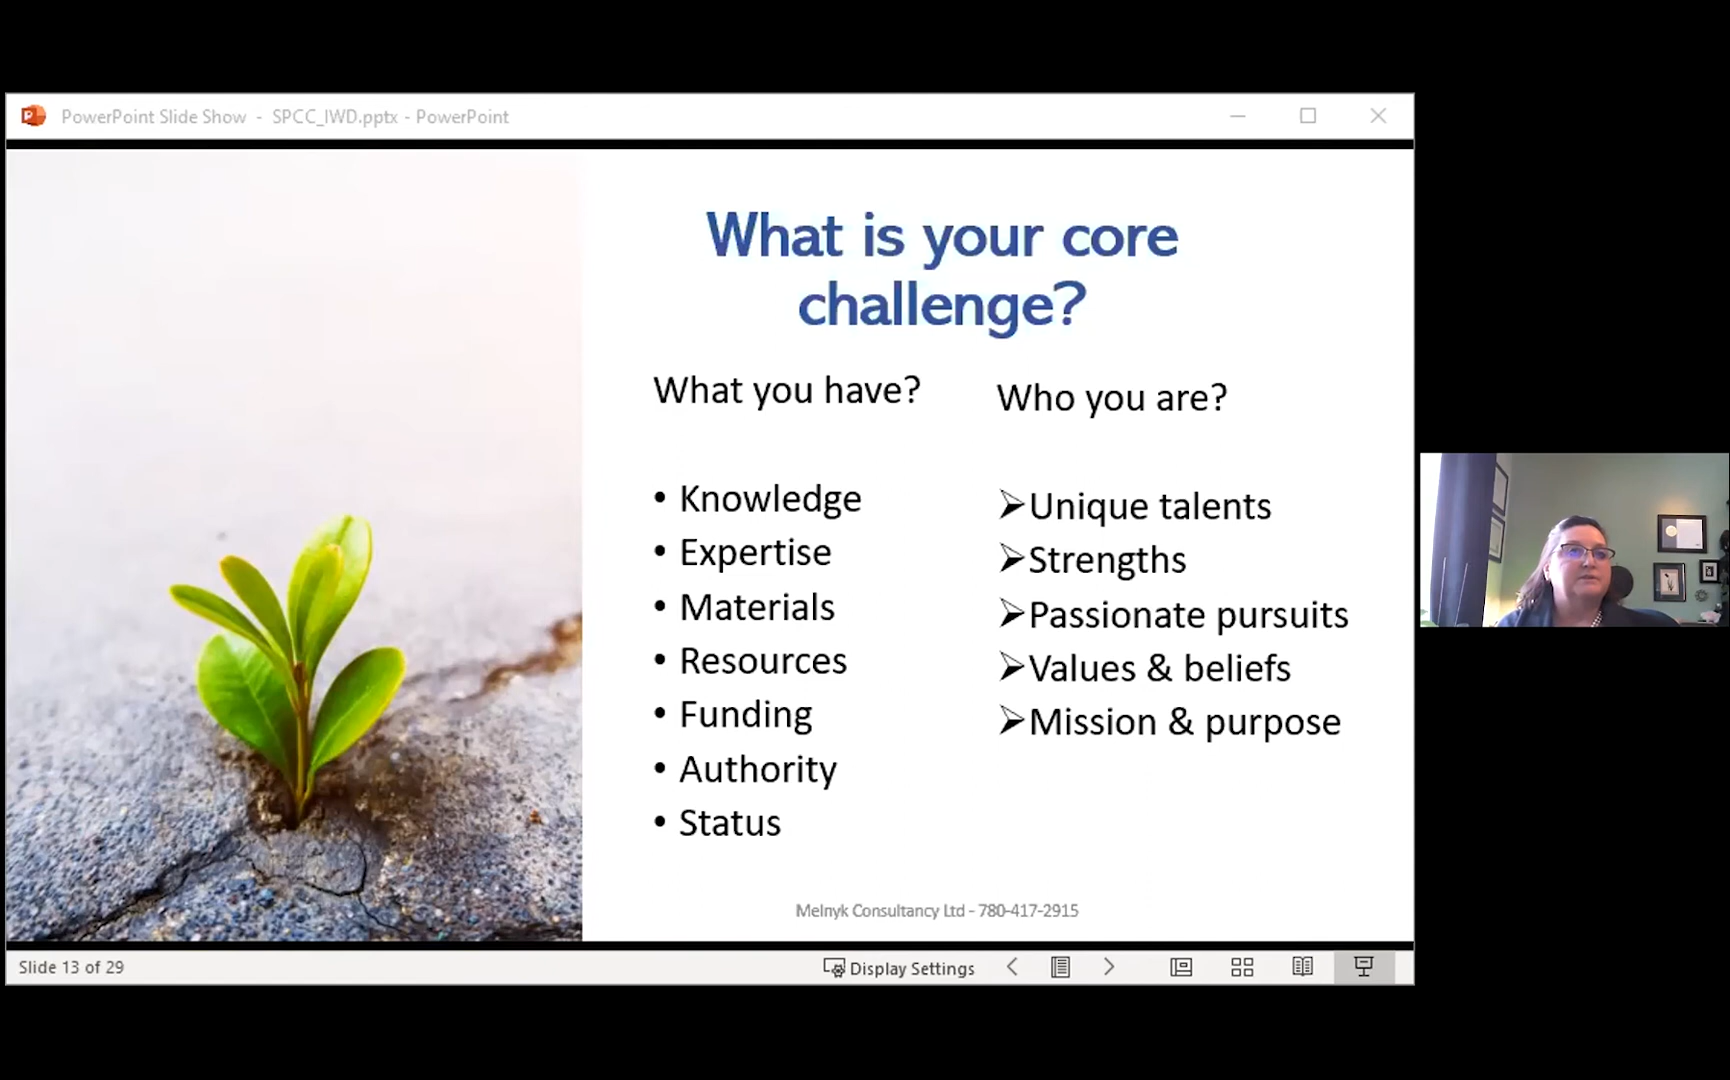 PowerPoint Slide Show - SPCC_IWD.pptx - PowerPoint
What is your core
challenge?
What you have?
• Knowledge
• Expertise
• Materials
• Resources
• Funding
• Authority
• Status
Who you are?
➢Unique talents
➢Strengths
➢Passionate pursuits
➢Values & beliefs
➢Mission & purpose
Melnyk Consultancy Ltd - 780-417-2915
Slide 13 of 29
Display Settings